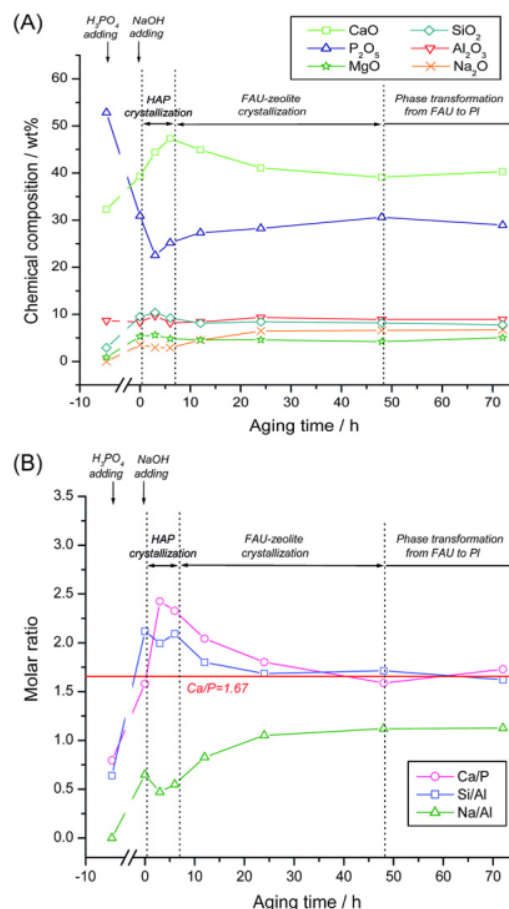 (A)
H₃PO₄ adding
NaOH adding
CaO
P₂O₅
MgO
SiO₂
Al₂O₃
Na₂O
HAP crystallization
FAU-zeolite crystallization
Phase transformation from FAU to PI
Chemical composition / wt%
60
50
40
30
20
10
0
-10 0 10 20 30 40 50 60 70
Aging time / h
(B)
H₃PO₄ adding
NaOH adding
HAP crystallization
FAU-zeolite crystallization
Phase transformation from FAU to PI
Molar ratio
3.5
3.0
2.5
2.0
1.5
1.0
0.5
0.0
Ca/P=1.67
Ca/P
Si/Al
Na/Al
-10 0 10 20 30 40 50 60 70
Aging time / h